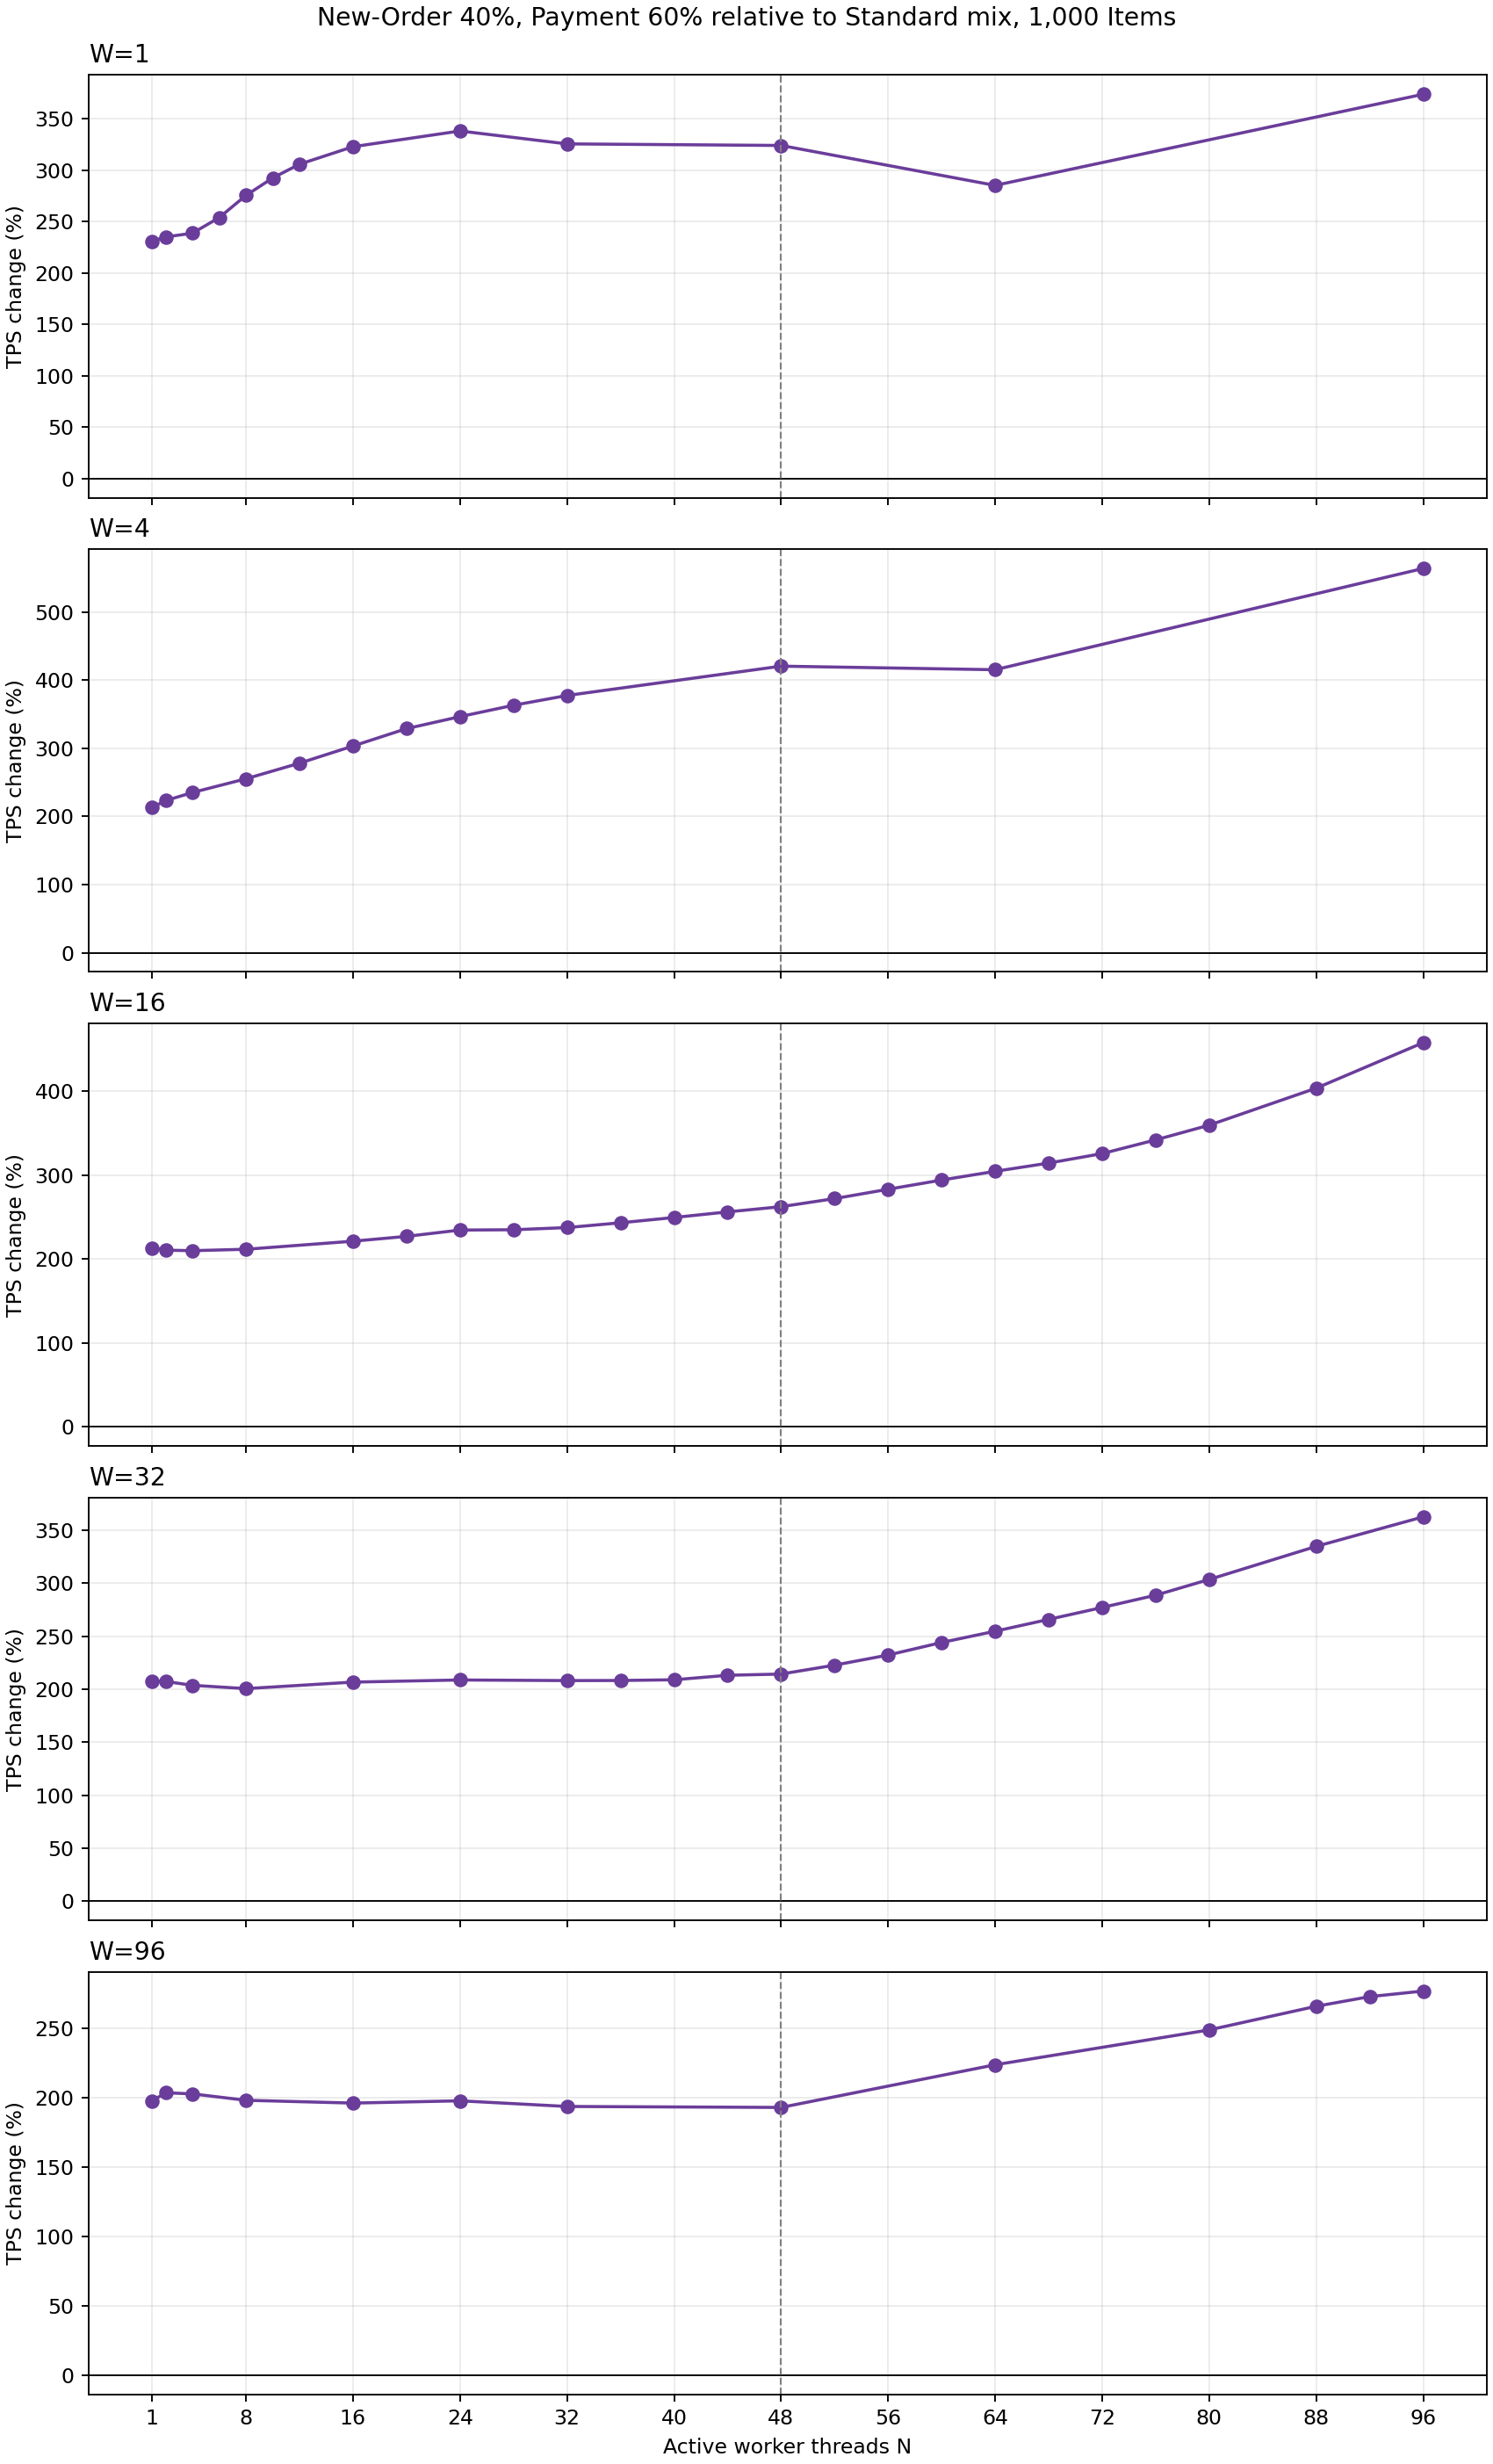 New-Order 40%, Payment 60% relative to Standard mix, 1,000 Items
W=1
TPS change (%)
350
300
250
200
150
100
50
0
W=4
TPS change (%)
500
400
300
200
100
0
W=16
TPS change (%)
400
300
200
100
0
W=32
TPS change (%)
350
300
250
200
150
100
50
0
W=96
TPS change (%)
250
200
150
100
50
0
1 8 16 24 32 40 48 56 64 72 80 88 96
Active worker threads N